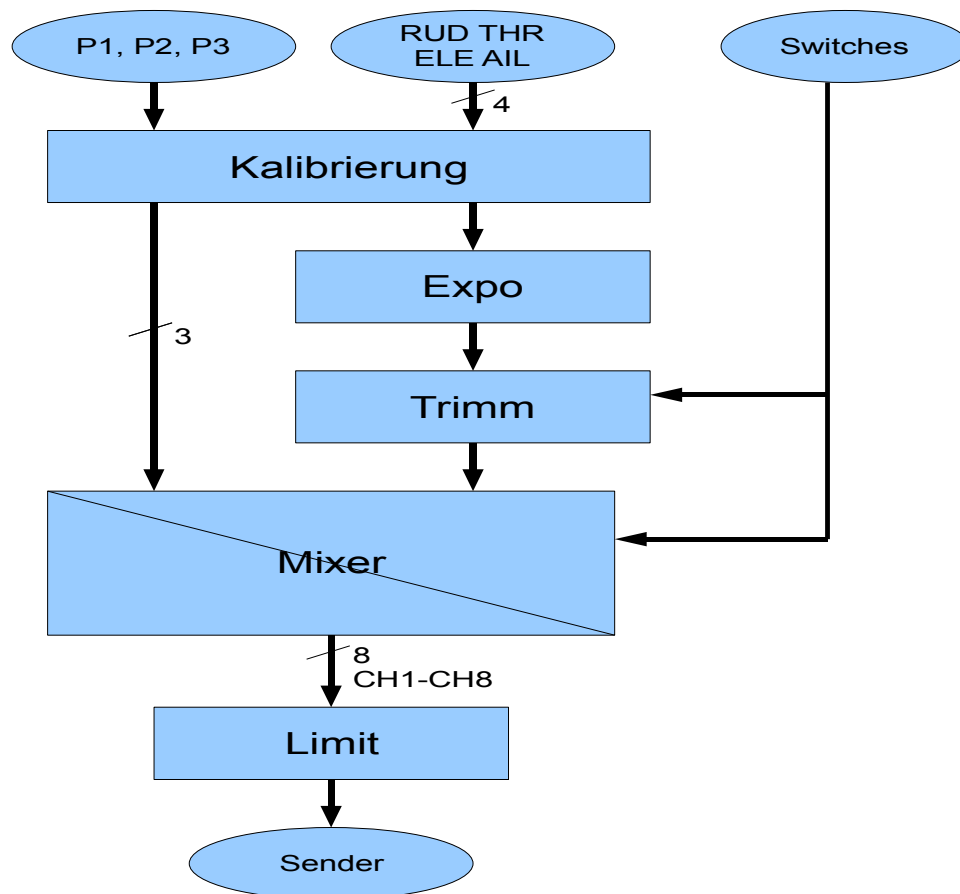 P1, P2, P3
RUD THR
ELE AIL
Switches
4
Kalibrierung
Expo
3
Trimm
Mixer
8
CH1-CH8
Limit
Sender